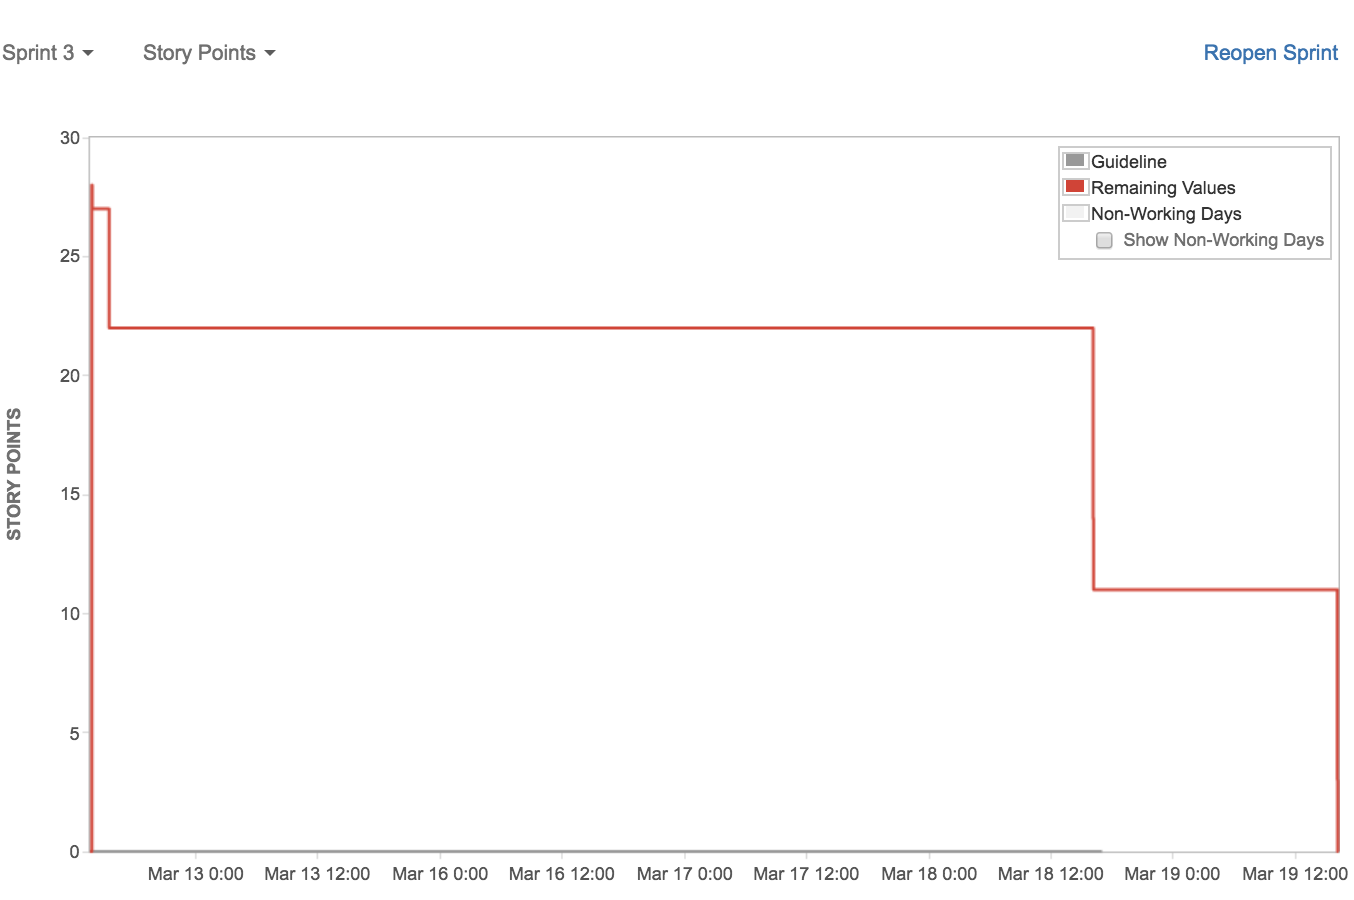 Sprint 3 Story Points Reopen Sprint
30
Guideline
Remaining Values
Non-Working Days
Show Non-Working Days
25
20
15
10
5
0
STORY POINTS
Mar 13 0:00 Mar 13 12:00 Mar 16 0:00 Mar 16 12:00 Mar 17 0:00 Mar 17 12:00 Mar 18 0:00 Mar 18 12:00 Mar 19 0:00 Mar 19 12:00